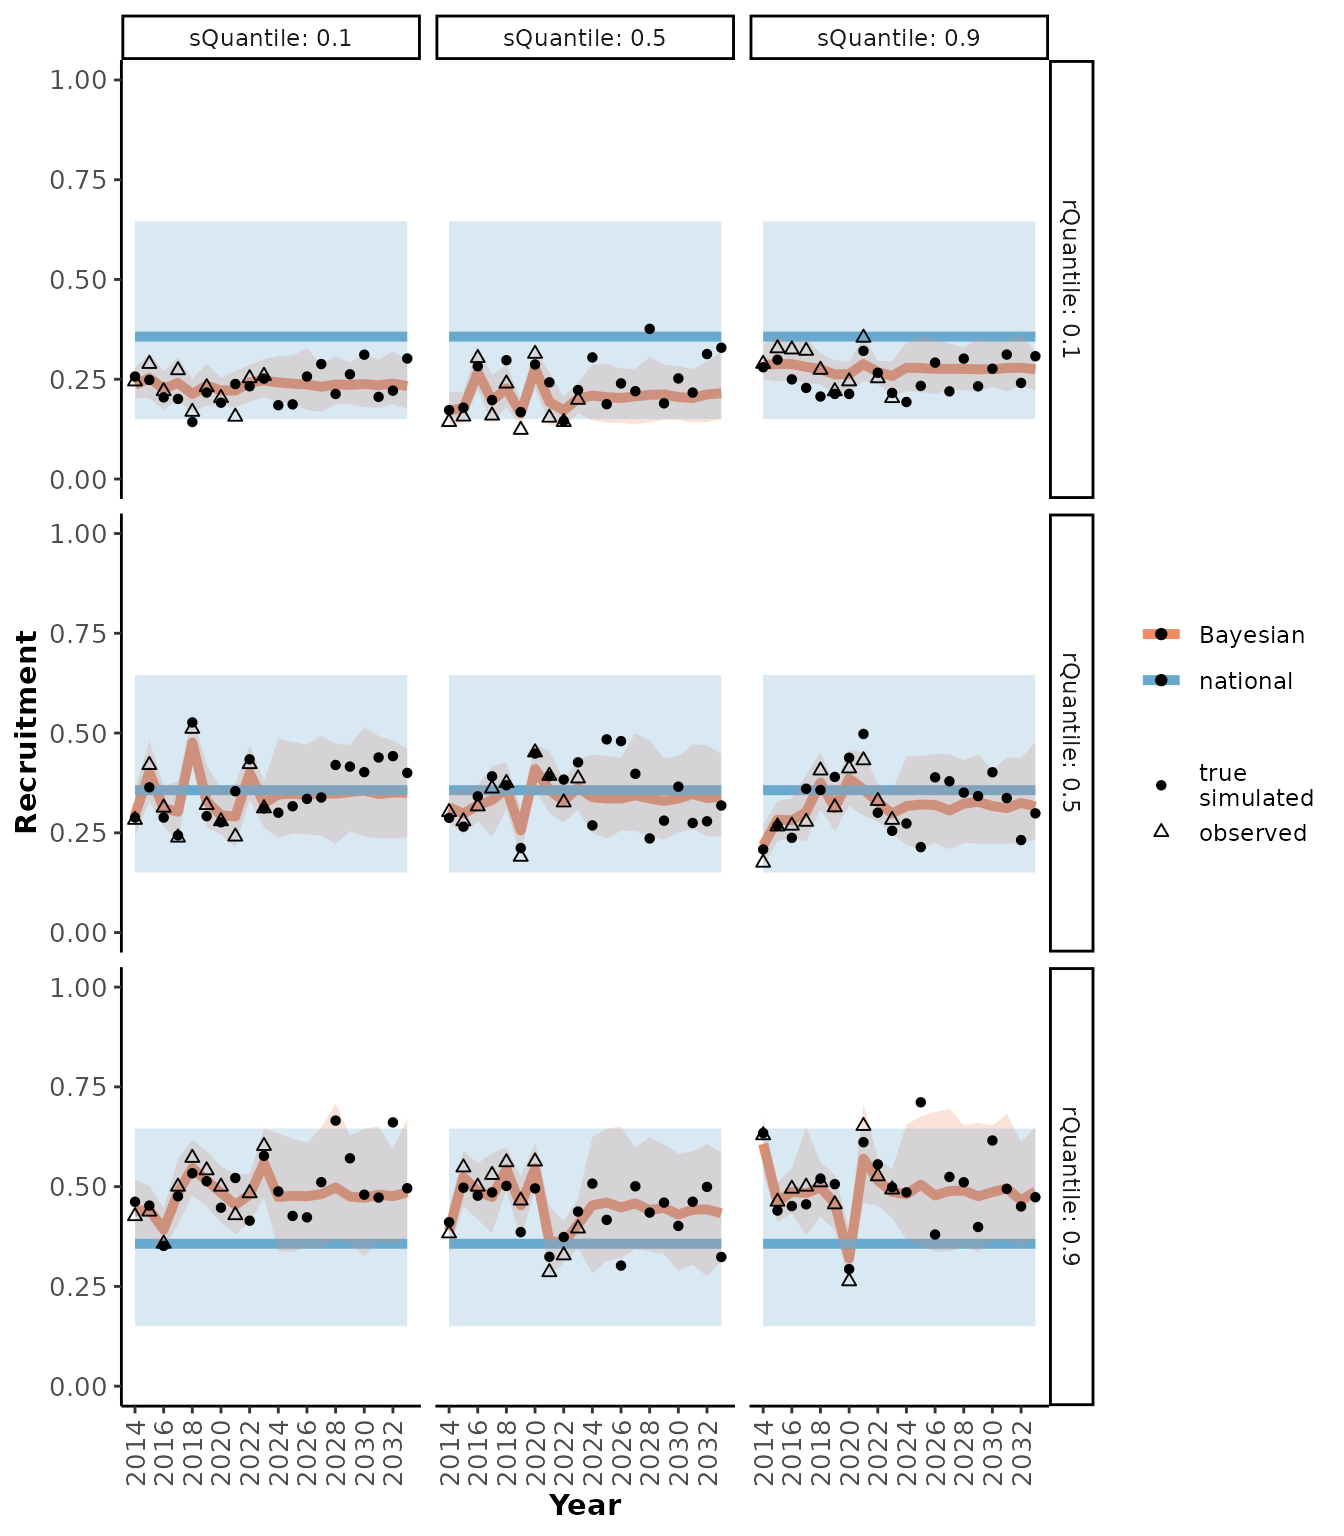 sQuantile: 0.1
sQuantile: 0.5
sQuantile: 0.9
1.00
0.75
0.50
0.25
0.00
rQuantile: 0.1
1.00
0.75
0.50
0.25
0.00
rQuantile: 0.5
1.00
0.75
0.50
0.25
0.00
rQuantile: 0.9
Recruitment
2014 2016 2018 2020 2022 2024 2026 2028 2030 2032
2014 2016 2018 2020 2022 2024 2026 2028 2030 2032
2014 2016 2018 2020 2022 2024 2026 2028 2030 2032
Year
Bayesian
national
true
simulated
observed